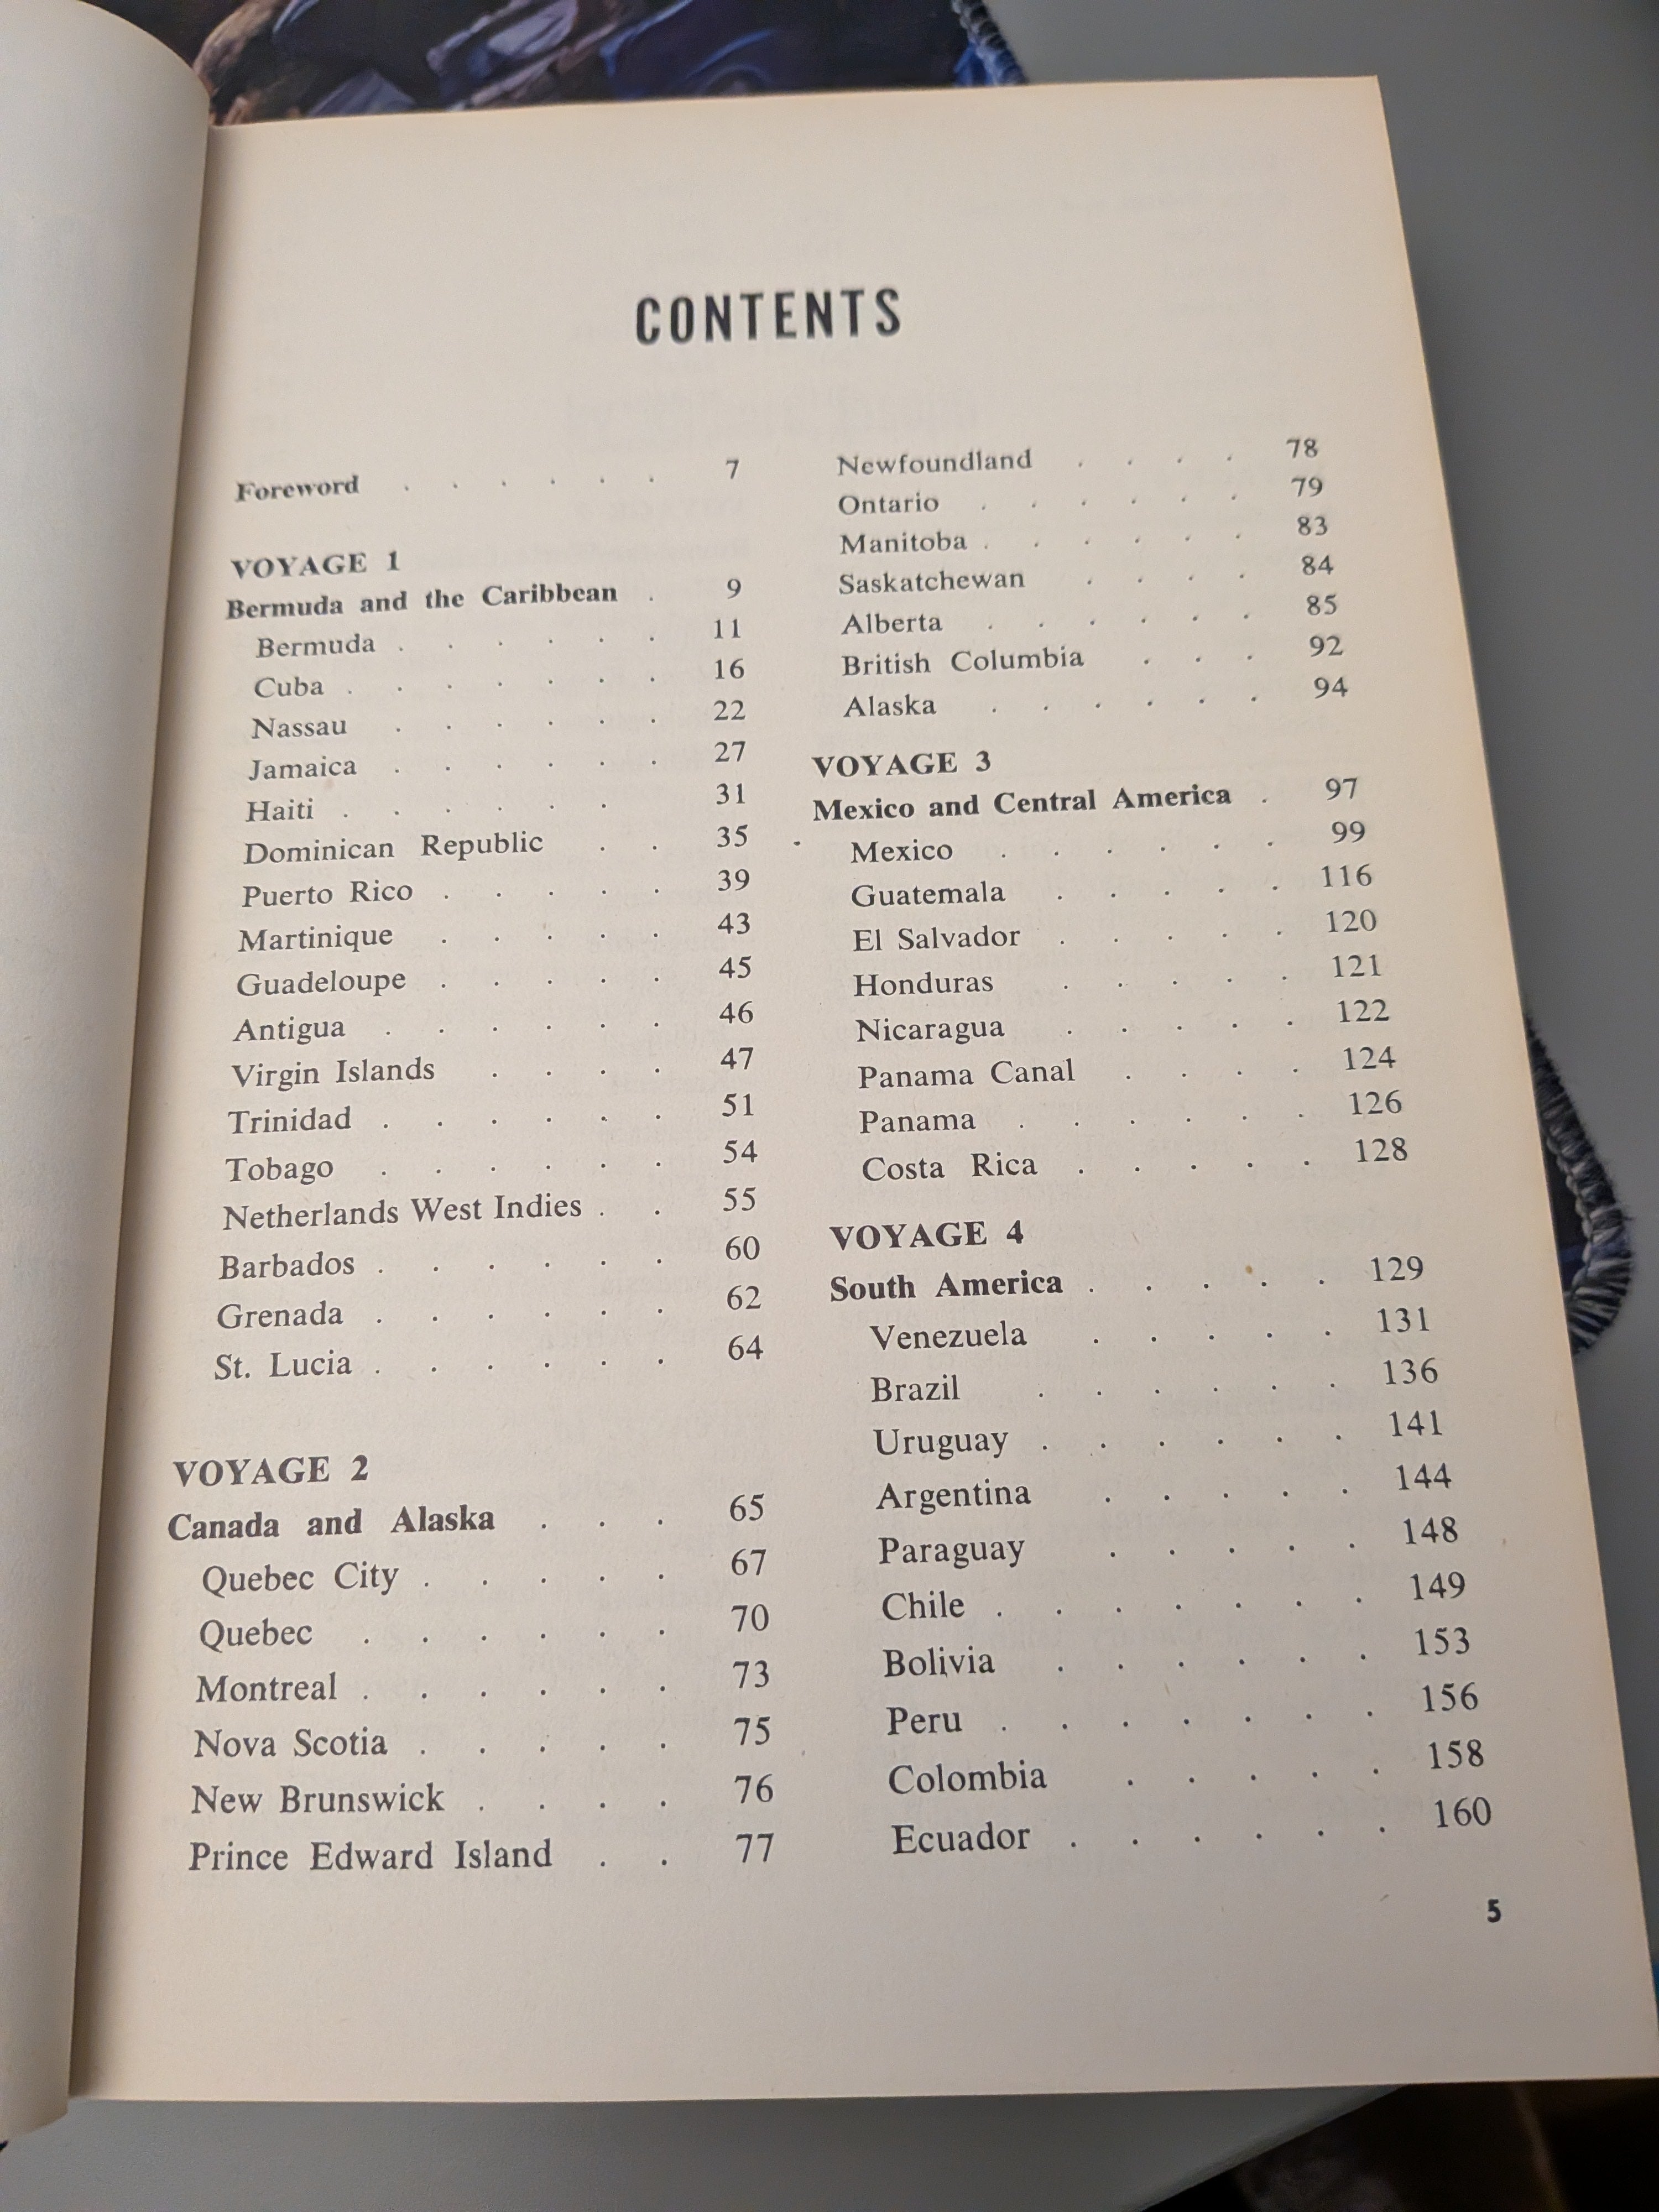 CONTENTS
Foreword . . . . . . 7
VOYAGE 1
Bermuda and the Caribbean . 9
Bermuda . . . . . . 11
Cuba . . . . . . . 16
Nassau . . . . . . 22
Jamaica . . . . . . 27
Haiti . . . . . . 31
Dominican Republic . . 35
Puerto Rico . . . . . 39
Martinique . . . . . 43
Guadeloupe . . . . . 45
Antigua . . . . . . 46
Virgin Islands . . . . 47
Trinidad . . . . . . 51
Tobago . . . . . . 54
Netherlands West Indies . . 55
Barbados . . . . . . 60
Grenada . . . . . . 62
St. Lucia . . . . . . 64
VOYAGE 2
Canada and Alaska . . . 65
Quebec City . . . . . 67
Quebec . . . . . . 70
Montreal . . . . . . 73
Nova Scotia . . . . . 75
New Brunswick . . . . 76
Prince Edward Island . . 77
Newfoundland . . . . 78
Ontario . . . . . . 79
Manitoba . . . . . . 83
Saskatchewan . . . . 84
Alberta . . . . . . 85
British Columbia . . . 92
Alaska . . . . . . 94
VOYAGE 3
Mexico and Central America . 97
Mexico . . . . . . 99
Guatemala . . . . . 116
El Salvador . . . . . 120
Honduras . . . . . 121
Nicaragua . . . . . 122
Panama Canal . . . . 124
Panama . . . . . . 126
Costa Rica . . . . . 128
VOYAGE 4
South America . . . . . 129
Venezuela . . . . . 131
Brazil . . . . . . 136
Uruguay . . . . . . 141
Argentina . . . . . 144
Paraguay . . . . . 148
Chile . . . . . . . 149
Bolivia . . . . . . 153
Peru . . . . . . . 156
Colombia . . . . . 158
Ecuador . . . . . . 160
5